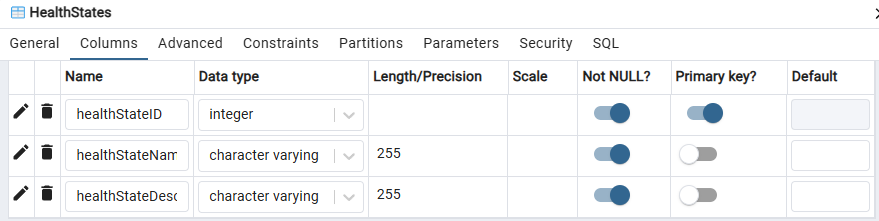 HealthStates
General Columns Advanced Constraints Partitions Parameters Security SQL
Name Data type Length/Precision Scale Not NULL? Primary key? Default
healthStateID integer
healthStateNam character varying 255
healthStateDesc character varying 255